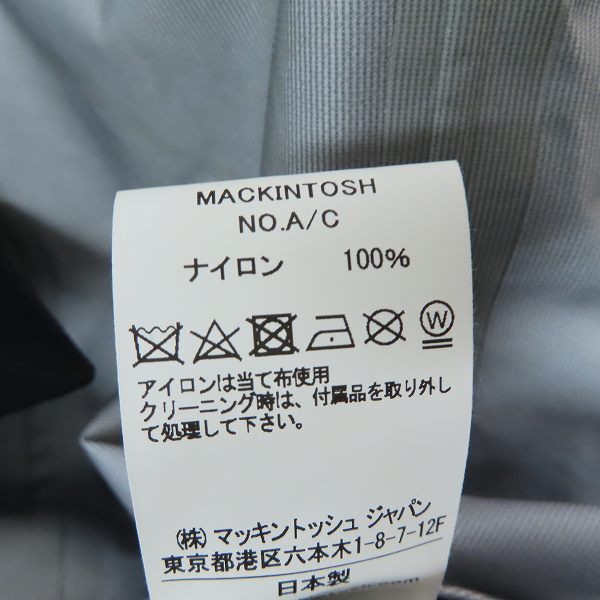 MACKINTOSH
NO.A/C
ナイロン 100%
W
アイロンは当て布使用
クリーニング時は、付属品を取り外し
て処理して下さい。
(株) マッキントッシュ ジャパン
東京都港区六本木1-8-7-12F
日本製